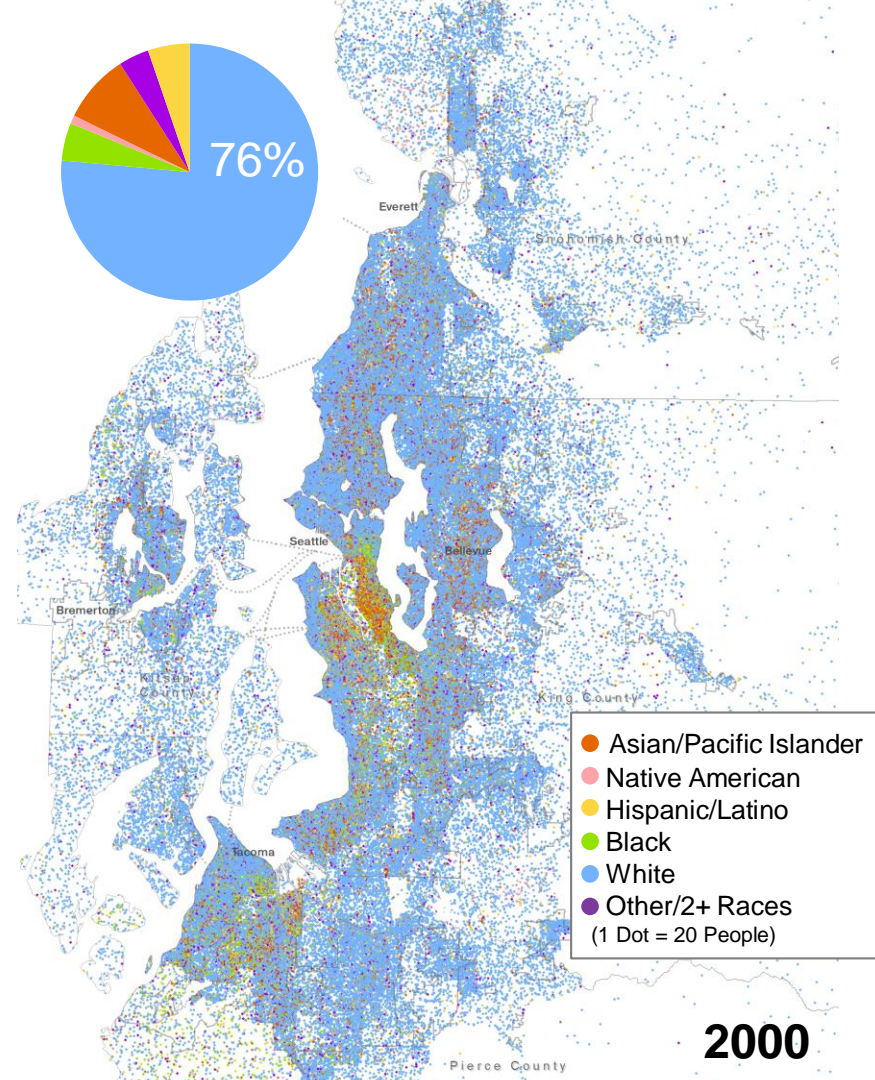 76%
Everett
Snohomish County
Seattle
Bellevue
Bremerton
Kitsap
County
King County
Asian/Pacific Islander
Native American
Hispanic/Latino
Black
White
Other/2+ Races
(1 Dot = 20 People)
Tacoma
2000
Pierce County